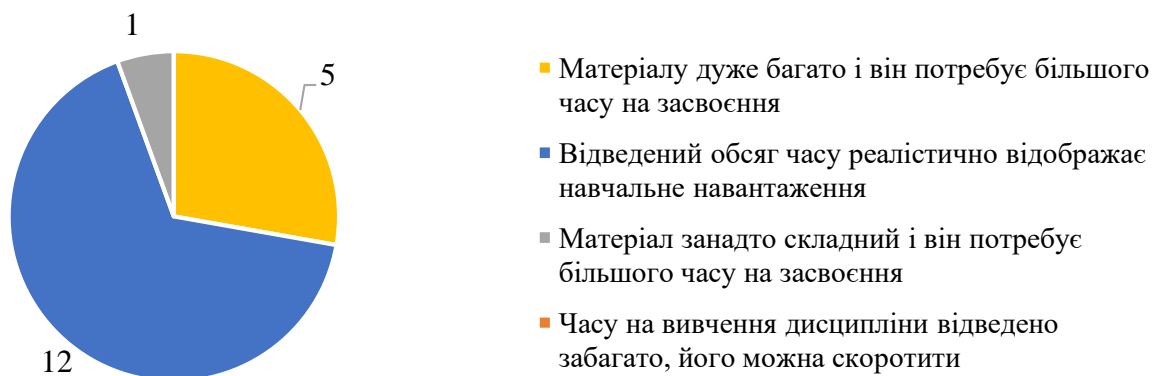 1
5
12
Матеріалу дуже багато і він потребує більшого
часу на засвоєння
Відведений обсяг часу реалістично відображає
навчальне навантаження
Матеріал занадто складний і він потребує
більшого часу на засвоєння
Часу на вивчення дисципліни відведено
забагато, його можна скоротити